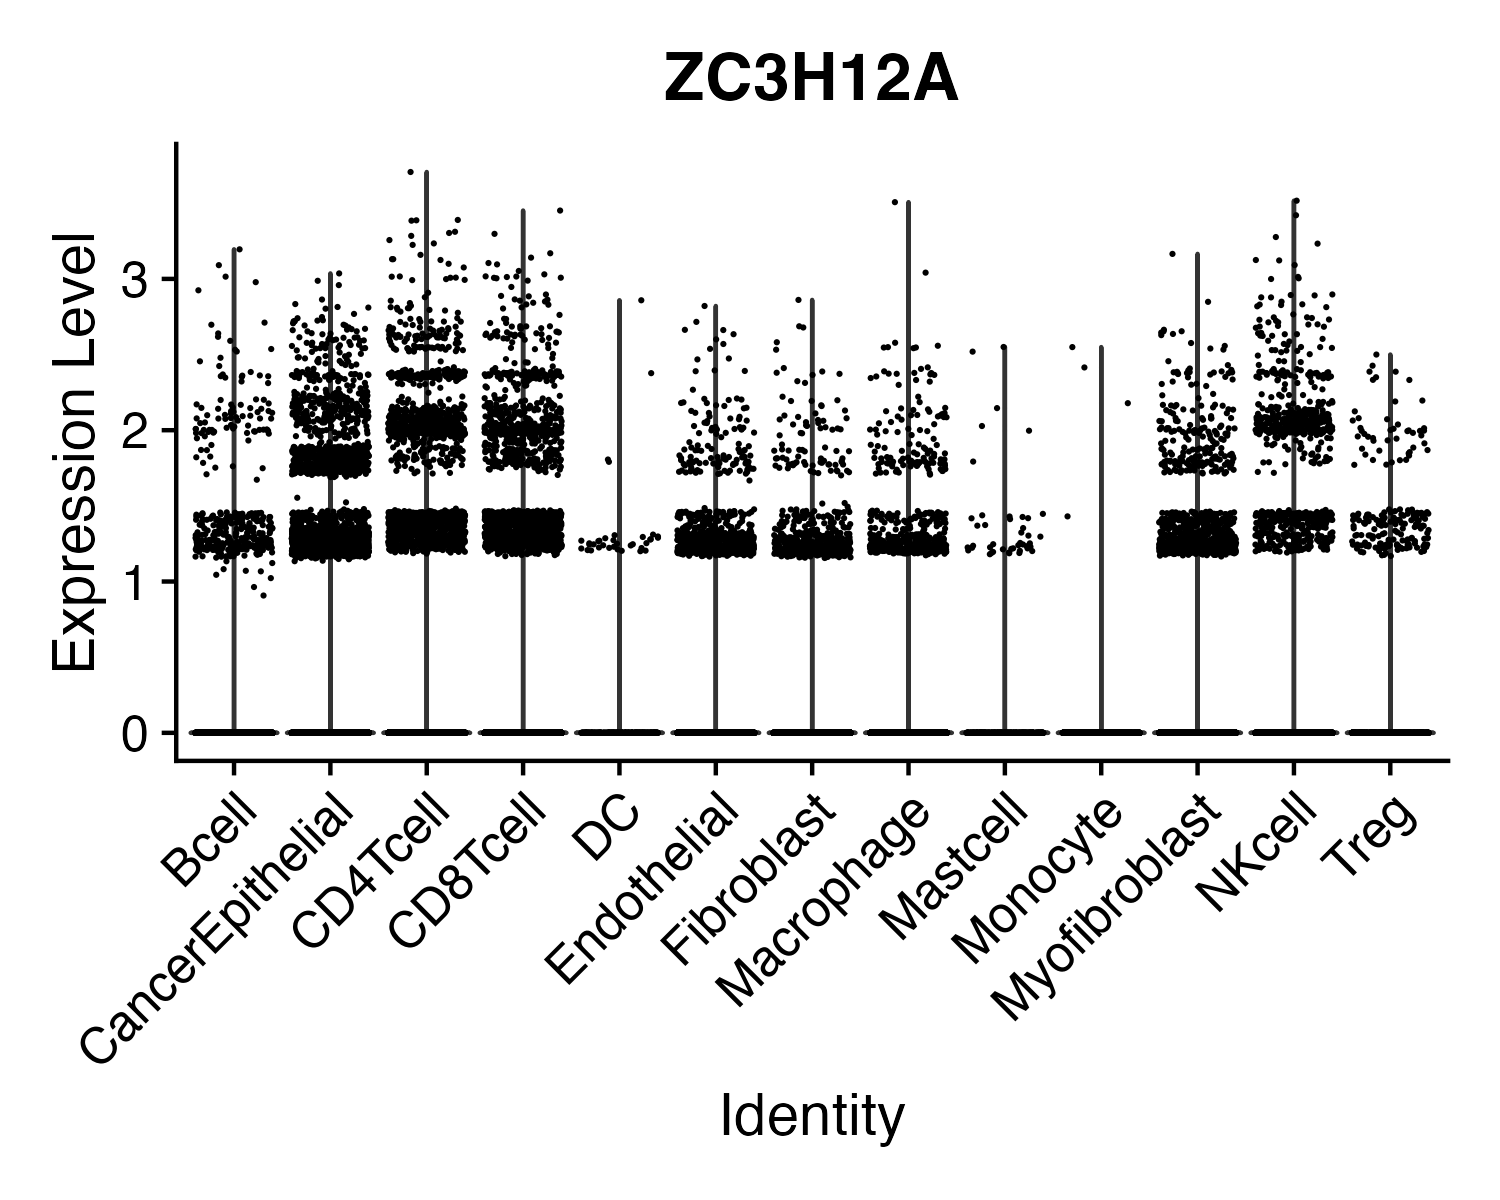 ZC3H12A
Expression Level
3
2
1
0
Bcell
CancerEpithelial
CD4Tcell
CD8Tcell
DC
Endothelial
Fibroblast
Macrophage
Mastcell
Monocyte
Myofibroblast
NKcell
Treg
Identity